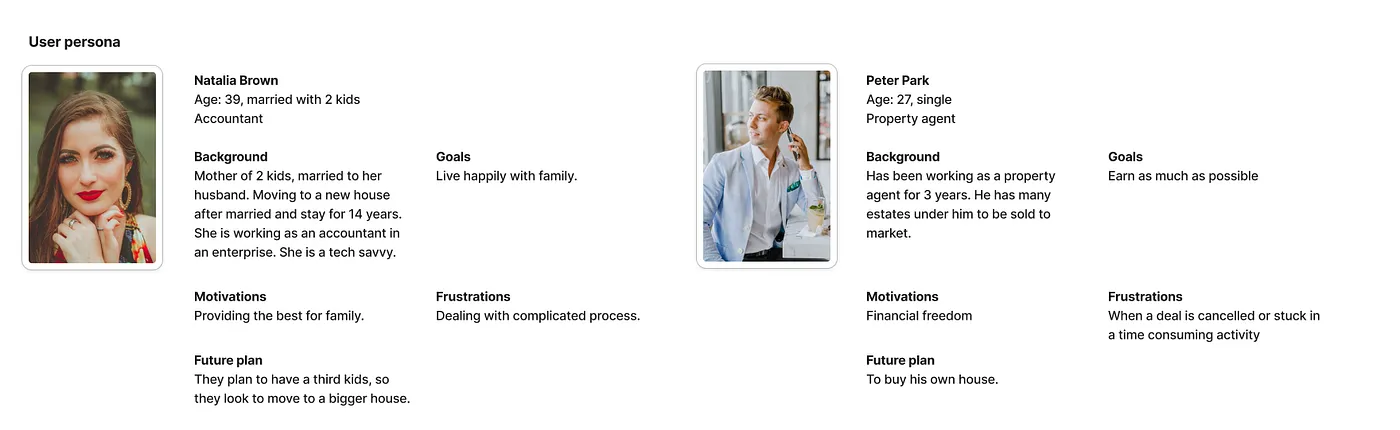 User persona
Natalia Brown
Age: 39, married with 2 kids
Accountant
Background
Mother of 2 kids, married to her
husband. Moving to a new house
after married and stay for 14 years.
She is working as an accountant in
an enterprise. She is a tech savvy.
Goals
Live happily with family.
Motivations
Providing the best for family.
Frustrations
Dealing with complicated process.
Future plan
They plan to have a third kids, so
they look to move to a bigger house.
Peter Park
Age: 27, single
Property agent
Background
Has been working as a property
agent for 3 years. He has many
estates under him to be sold to
market.
Goals
Earn as much as possible
Motivations
Financial freedom
Frustrations
When a deal is cancelled or stuck in
a time consuming activity
Future plan
To buy his own house.